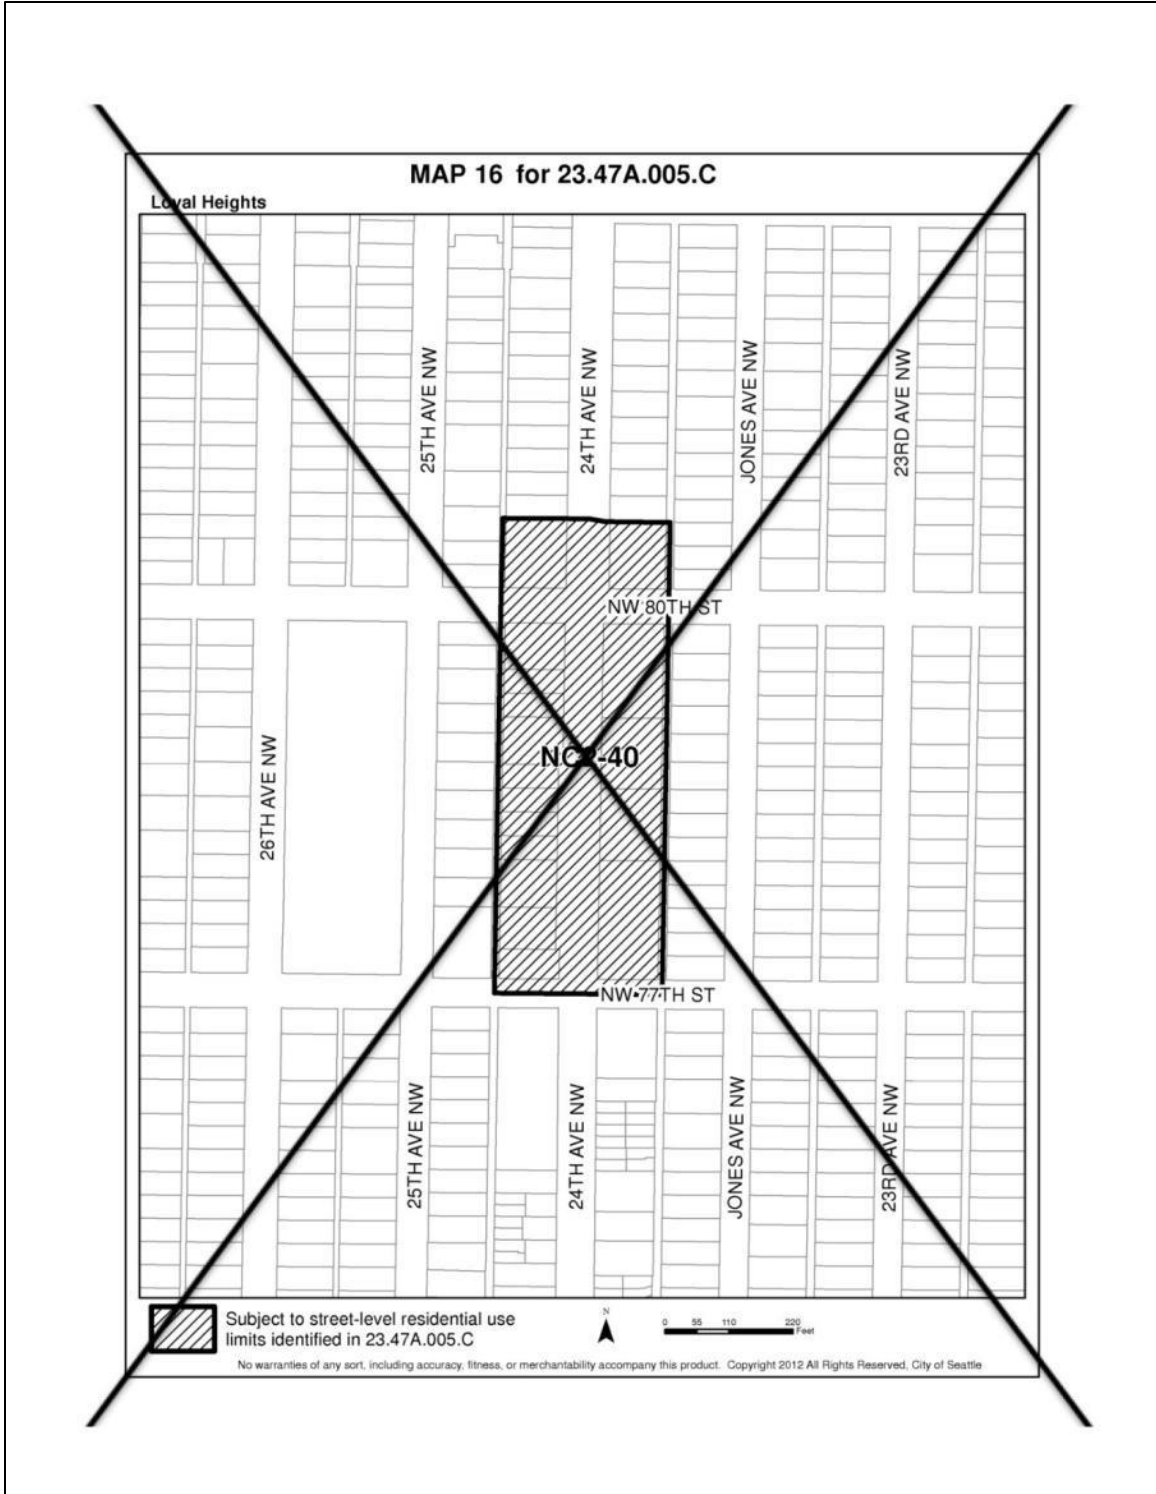 MAP 16 for 23.47A.005.C
Loyal Heights
25TH AVE NW
24TH AVE NW
JONES AVE NW
23RD AVE NW
NW 80TH ST
26TH AVE NW
NC2-40
NW 77TH ST
25TH AVE NW
24TH AVE NW
JONES AVE NW
23RD AVE NW
Subject to street-level residential use
limits identified in 23.47A.005.C
N
0 55 110 220
Feet
No warranties of any sort, including accuracy, fitness, or merchantability accompany this product. Copyright 2012 All Rights Reserved, City of Seattle